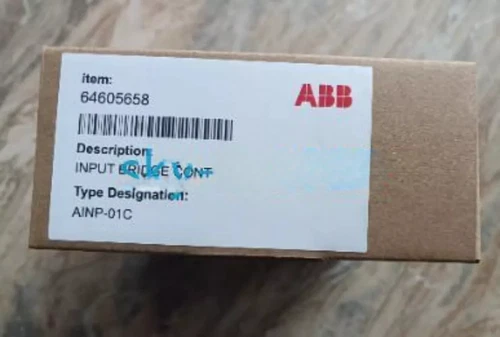 item:
ABB
64605658
Description
INPUT BRIDGE CONT
Type Designation:
AINP-01C